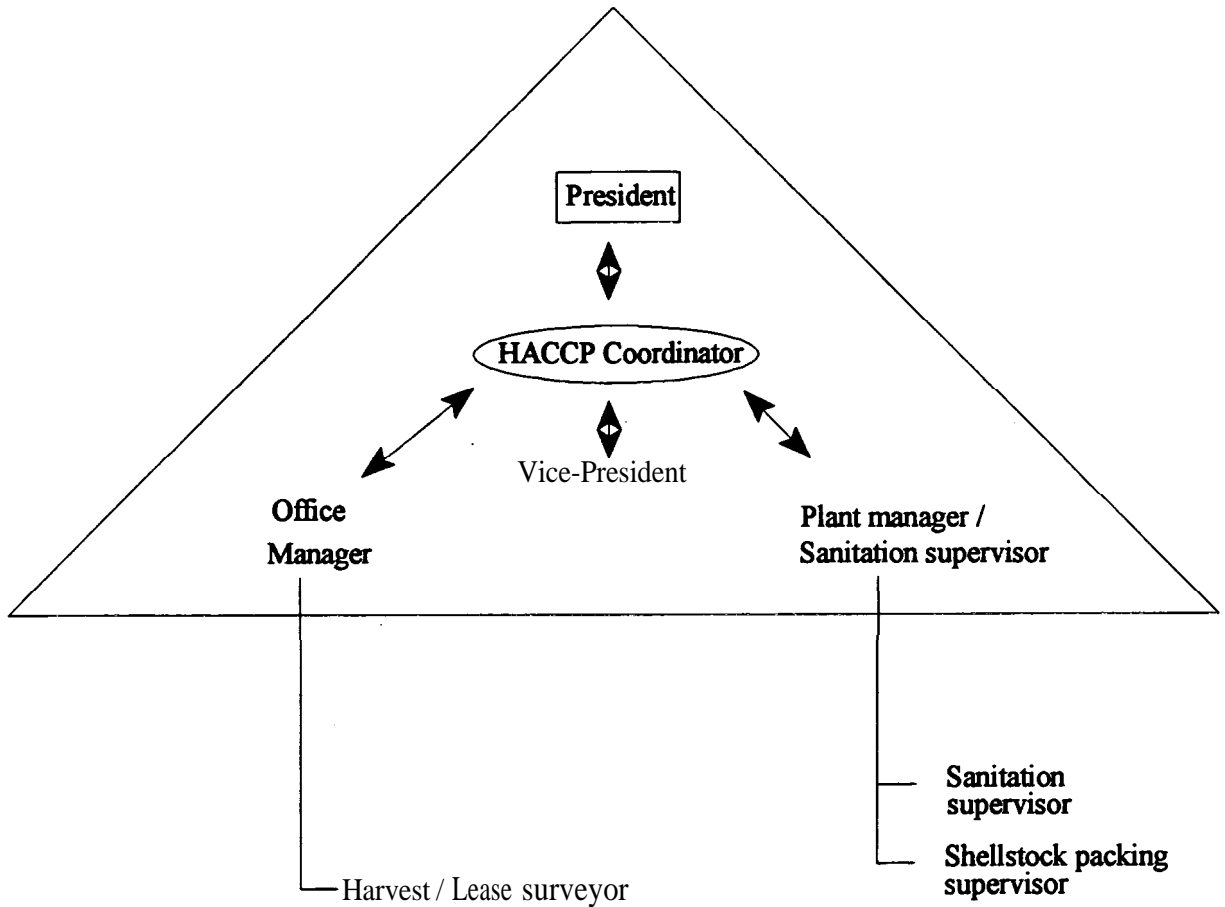 President
HACCP Coordinator
Vice-President
Office
Manager
Plant manager /
Sanitation supervisor
Sanitation
supervisor
Shellstock packing
supervisor
Harvest / Lease surveyor